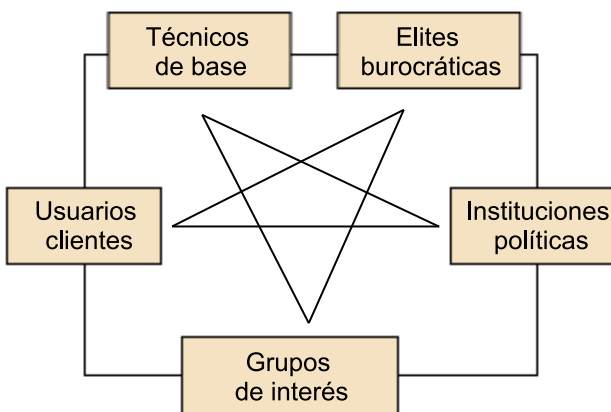 Técnicos
de base
Elites
burocráticas
Usuarios
clientes
Instituciones
políticas
Grupos
de interés